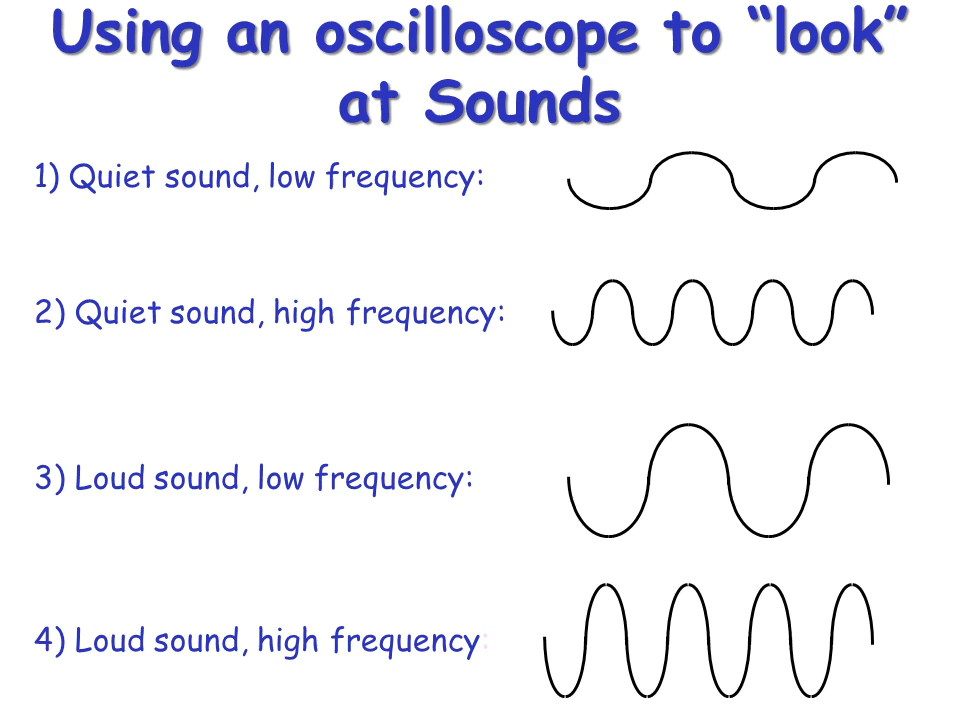 Using an oscilloscope to “look”
at Sounds
1) Quiet sound, low frequency:
2) Quiet sound, high frequency:
3) Loud sound, low frequency:
4) Loud sound, high frequency: